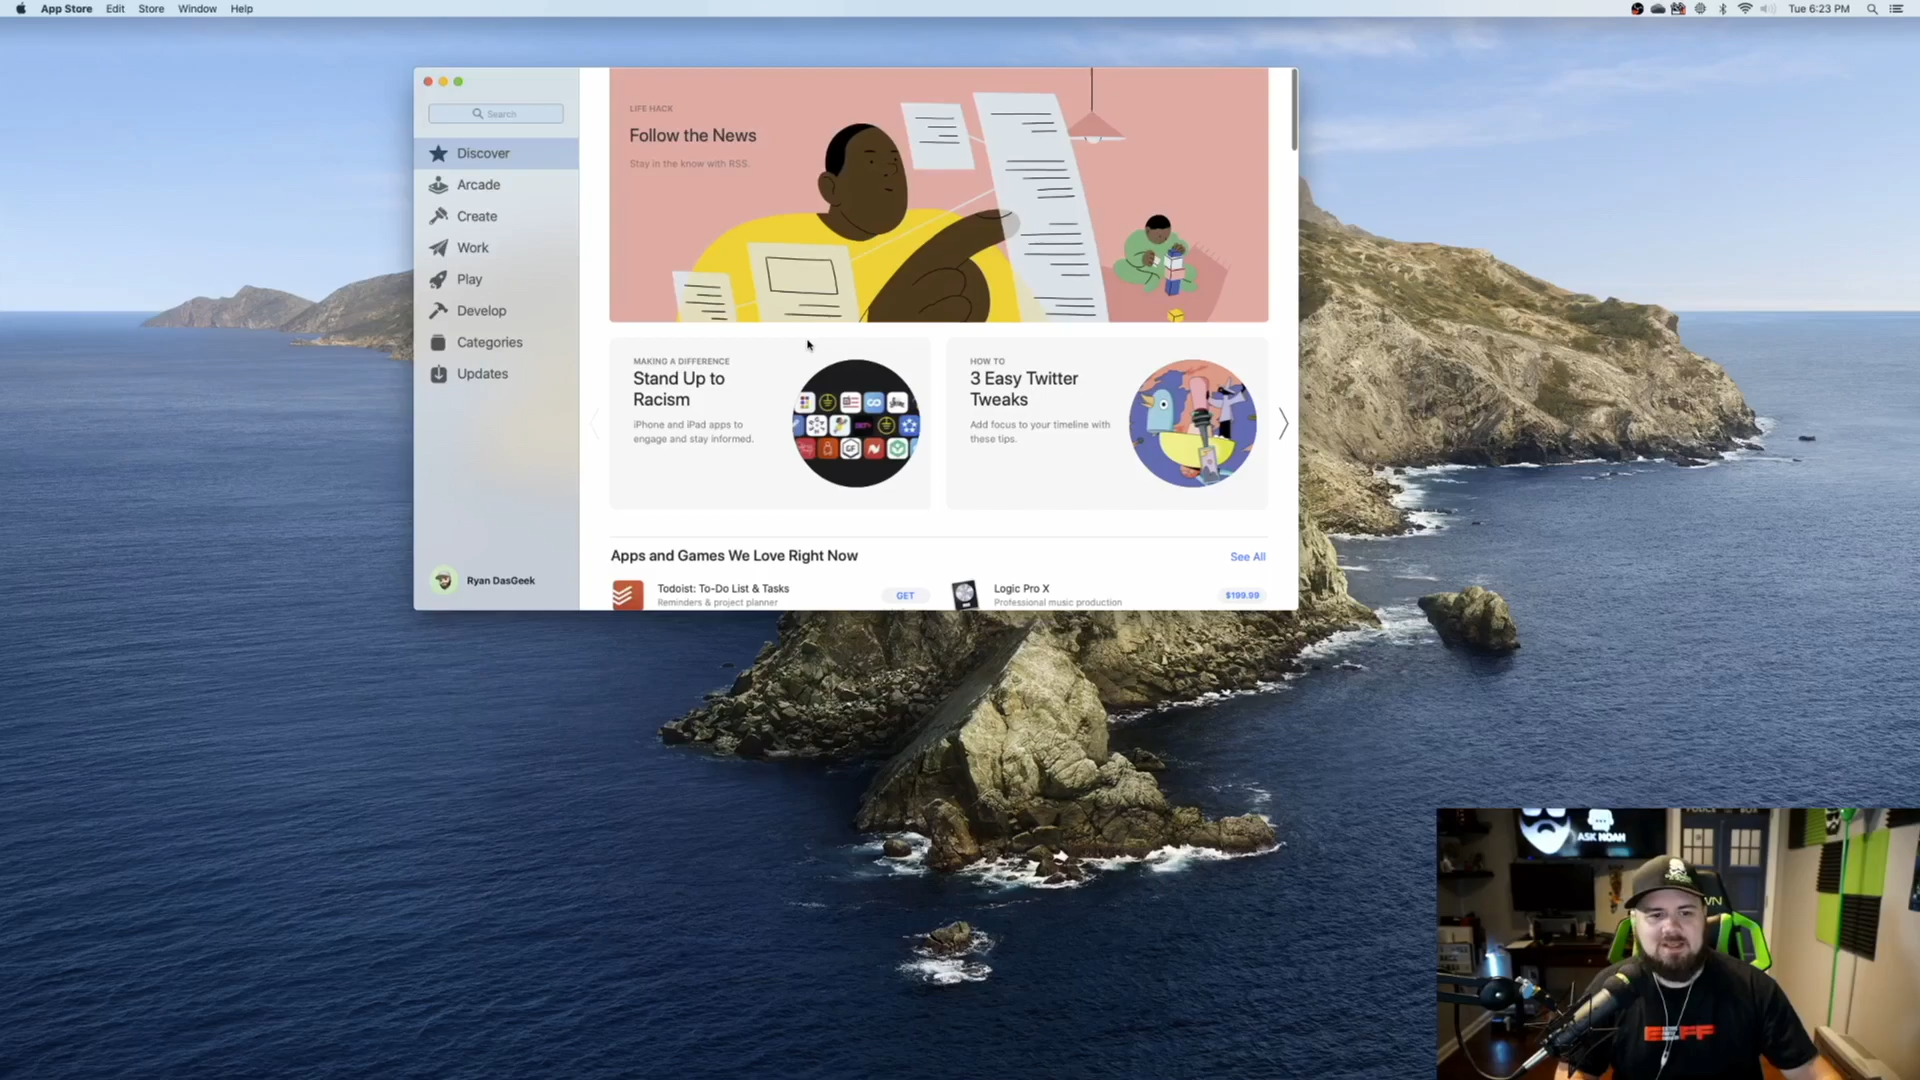 App Store Edit Store Window Help
Tue 6:23 PM
Search
Discover
Arcade
Create
Work
Play
Develop
Categories
Updates
Ryan DasGeek
LIFE HACK
Follow the News
Stay in the know with RSS.
MAKING A DIFFERENCE
Stand Up to
Racism
iPhone and iPad apps to
engage and stay informed.
HOW TO
3 Easy Twitter
Tweaks
Add focus to your timeline with
these tips.
Apps and Games We Love Right Now
See All
Todoist: To-Do List & Tasks
Reminders & project planner
GET
Logic Pro X
Professional music production
$199.99
ASK NOAH